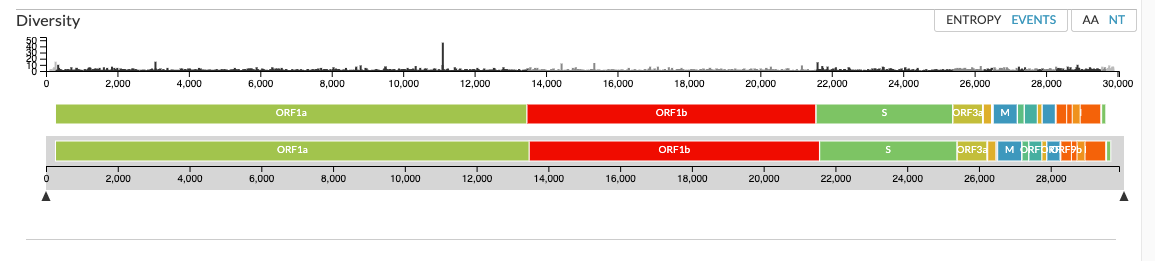 Diversity
ENTROPY EVENTS AA NT
50
40
30
20
10
0
0 2,000 4,000 6,000 8,000 10,000 12,000 14,000 16,000 18,000 20,000 22,000 24,000 26,000 28,000 30,000
ORF1a ORF1b S ORF3a M
ORF1a ORF1b S ORF3a M ORF ORF9b
0 2,000 4,000 6,000 8,000 10,000 12,000 14,000 16,000 18,000 20,000 22,000 24,000 26,000 28,000